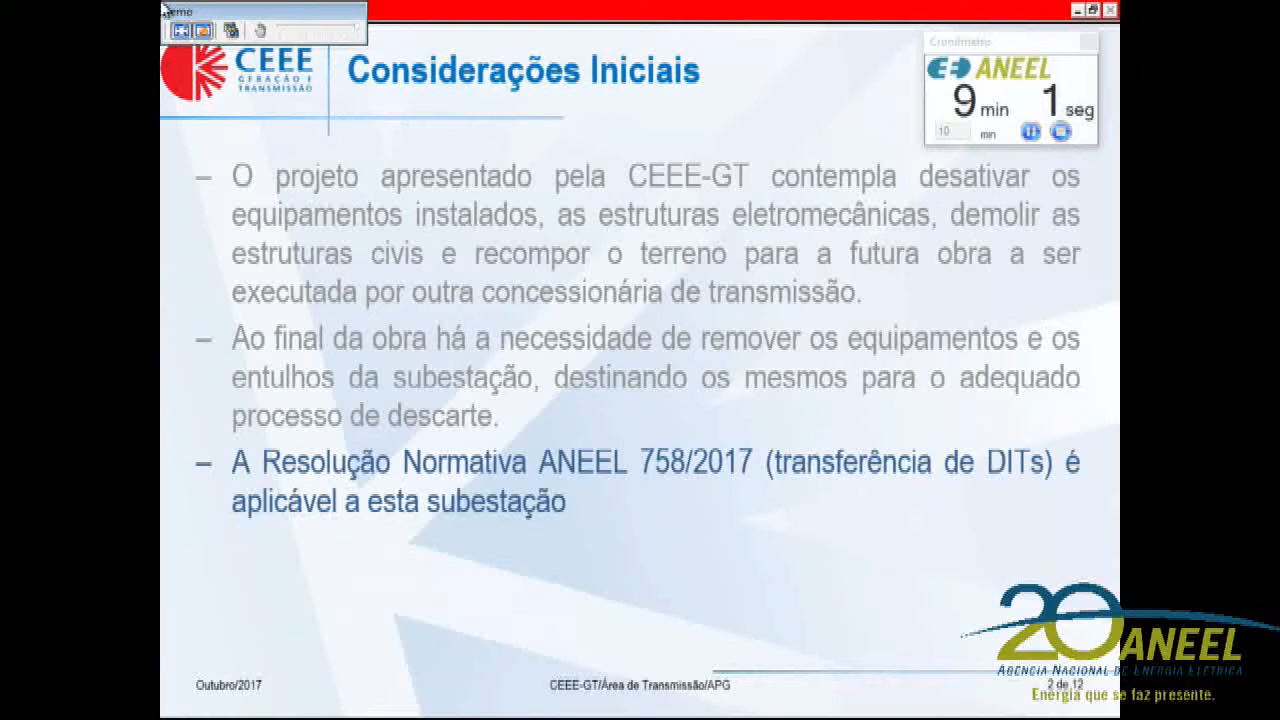 emo
CEEE
GERAÇÃO E
TRANSMISSÃO
Considerações Iniciais
Cronômetro
ANEEL
9 min 1 seg
10 mn
– O projeto apresentado pela CEEE-GT contempla desativar os
equipamentos instalados, as estruturas eletromecânicas, demolir as
estruturas civis e recompor o terreno para a futura obra a ser
executada por outra concessionária de transmissão.
– Ao final da obra há a necessidade de remover os equipamentos e os
entulhos da subestação, destinando os mesmos para o adequado
processo de descarte.
– A Resolução Normativa ANEEL 758/2017 (transferência de DITs) é
aplicável a esta subestação
20 ANEEL
AGÊNCIA NACIONAL DE ENERGIA ELÉTRICA
Energia que se faz presente.
Outubro/2017
CEEE-GT/Área de Transmissão/APG
2 de 12